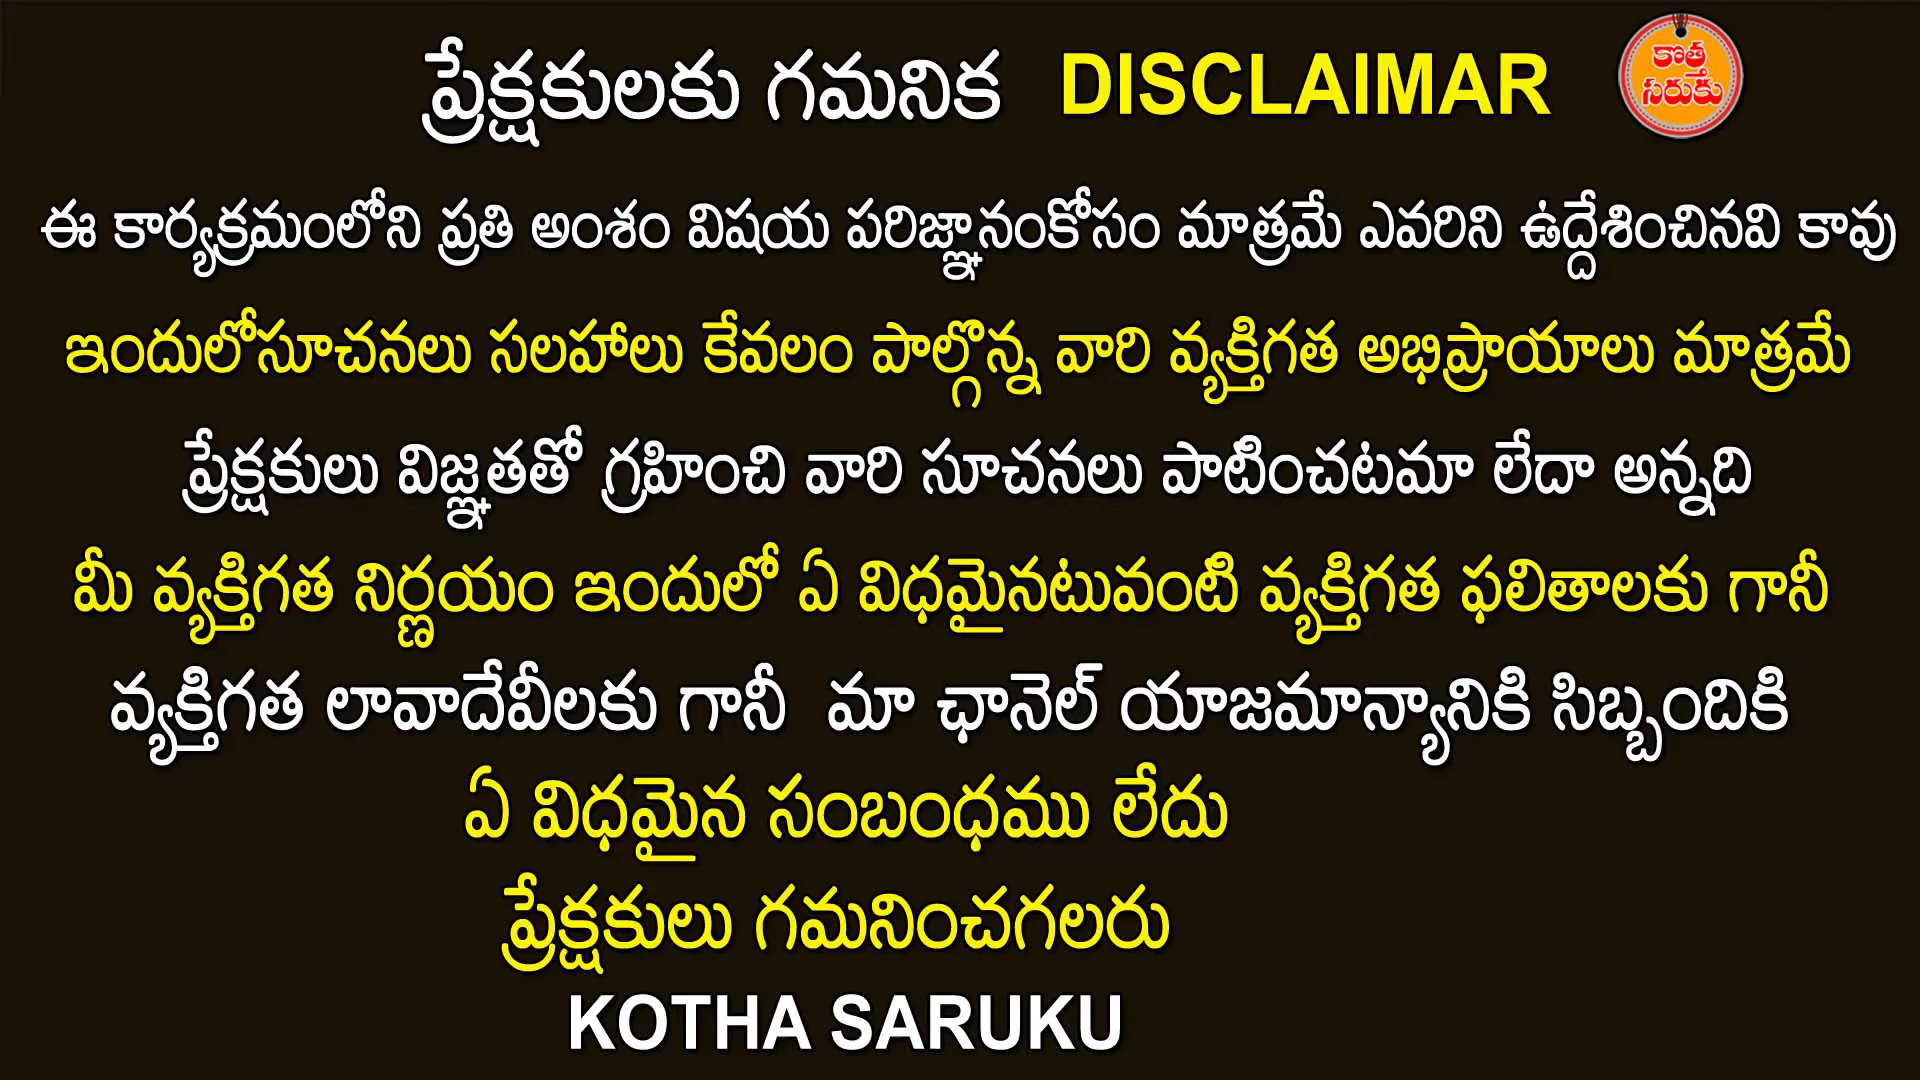 ప్రేక్షకులకు గమనిక DISCLAIMAR
కొత్త
సరుకు
ఈ కార్యక్రమంలోని ప్రతి అంశం విషయ పరిజ్ఞానంకోసం మాత్రమే ఎవరిని ఉద్దేశించినవి కావు
ఇందులోసూచనలు సలహాలు కేవలం పాల్గొన్న వారి వ్యక్తిగత అభిప్రాయాలు మాత్రమే
ప్రేక్షకులు విజ్ఞతతో గ్రహించి వారి సూచనలు పాటించటమా లేదా అన్నది
మీ వ్యక్తిగత నిర్ణయం ఇందులో ఏ విధమైనటువంటి వ్యక్తిగత ఫలితాలకు గానీ
వ్యక్తిగత లావాదేవీలకు గానీ మా ఛానెల్ యాజమాన్యానికి సిబ్బందికి
ఏ విధమైన సంబంధము లేదు
ప్రేక్షకులు గమనించగలరు
KOTHA SARUKU